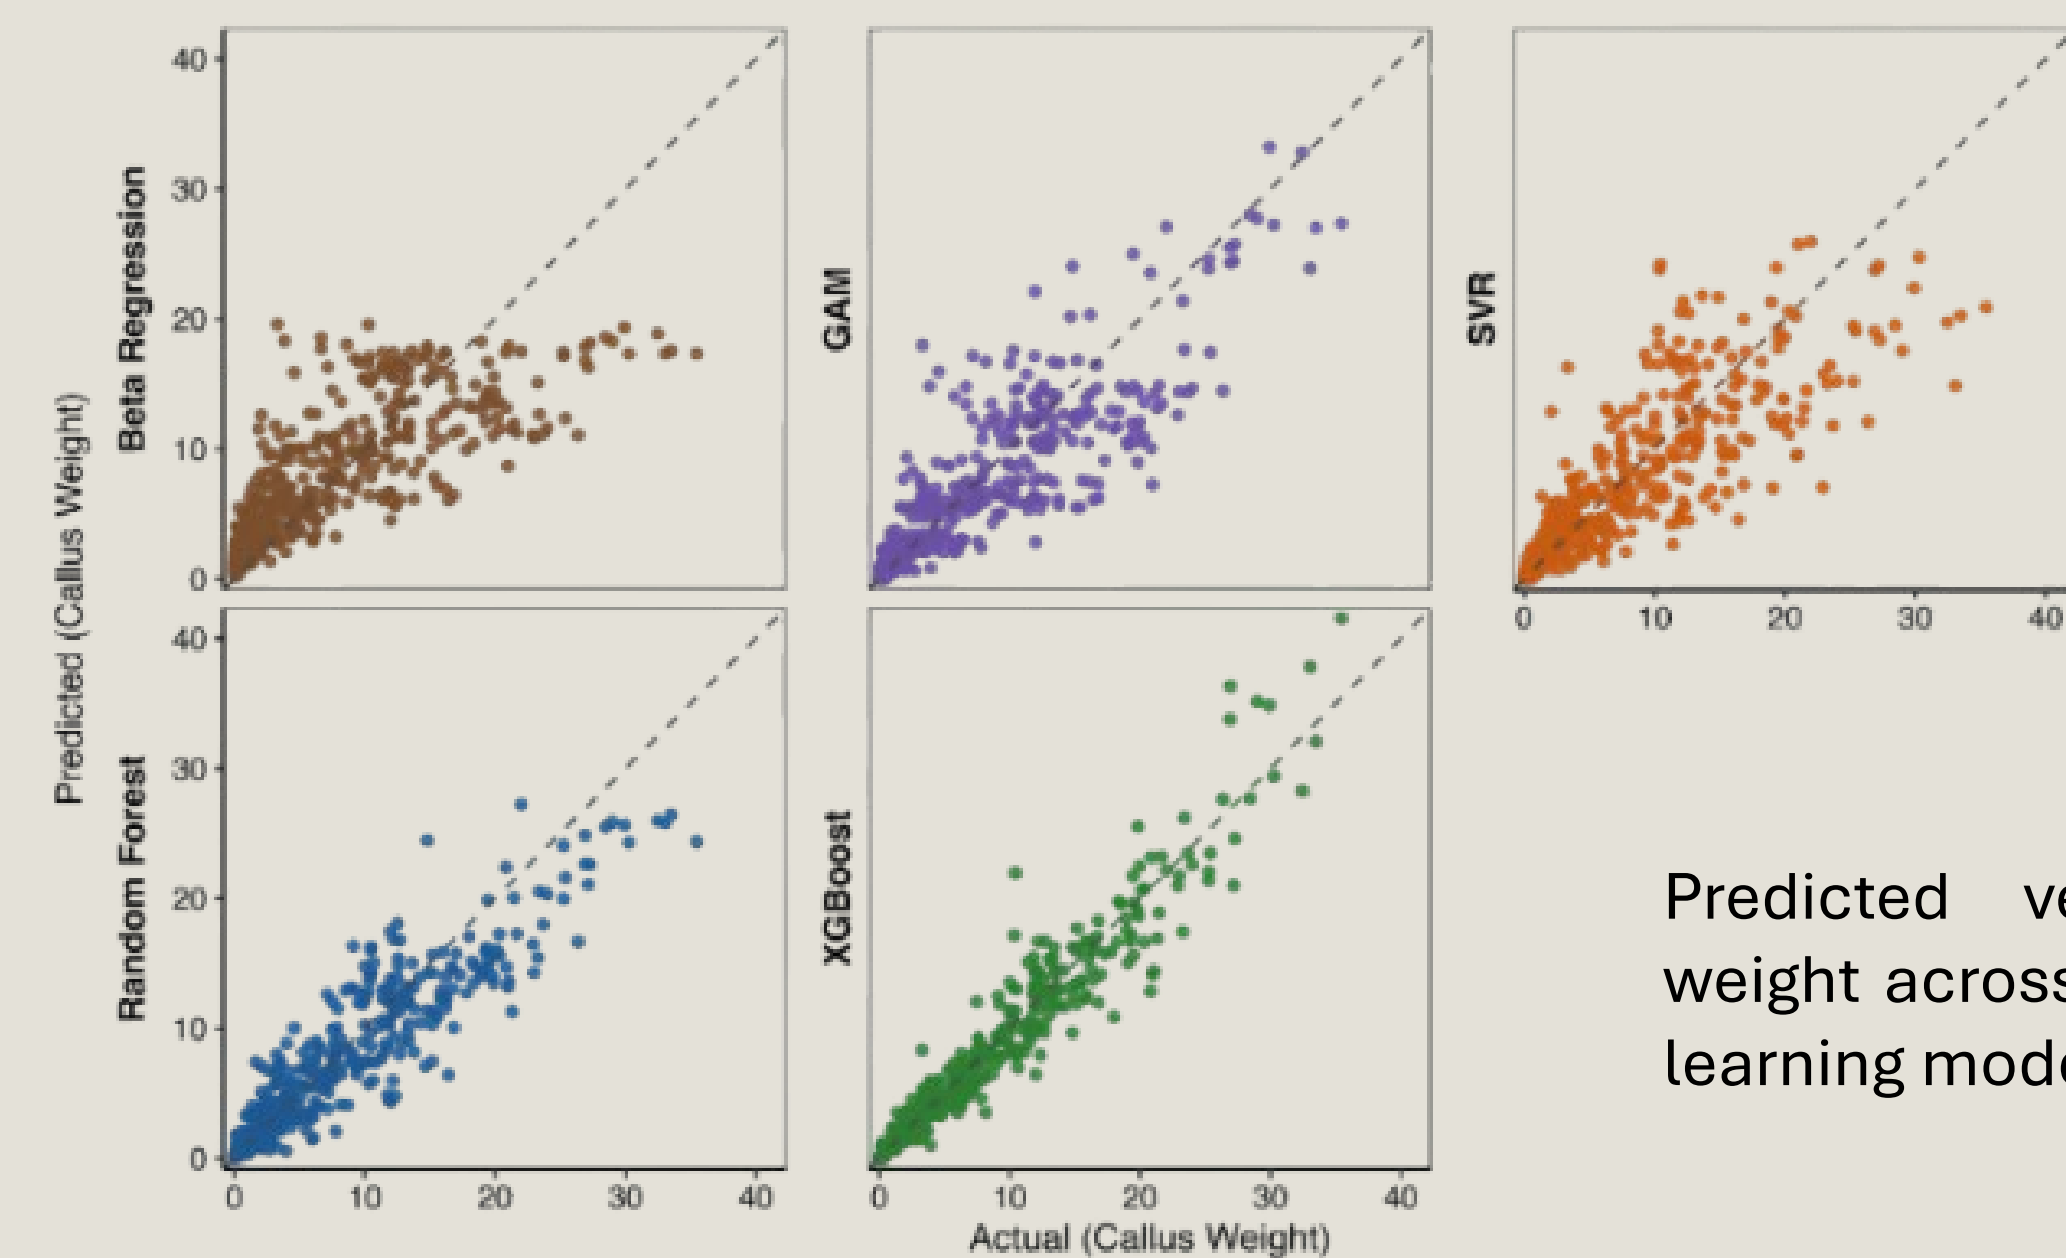 Predicted (Callus Weight)
Beta Regression
40
30
20
10
0
GAM
SVR
0 10 20 30 40
Random Forest
40
30
20
10
0
0 10 20 30 40
XGBoost
0 10 20 30 40
Actual (Callus Weight)
Predicted
weight across
learning